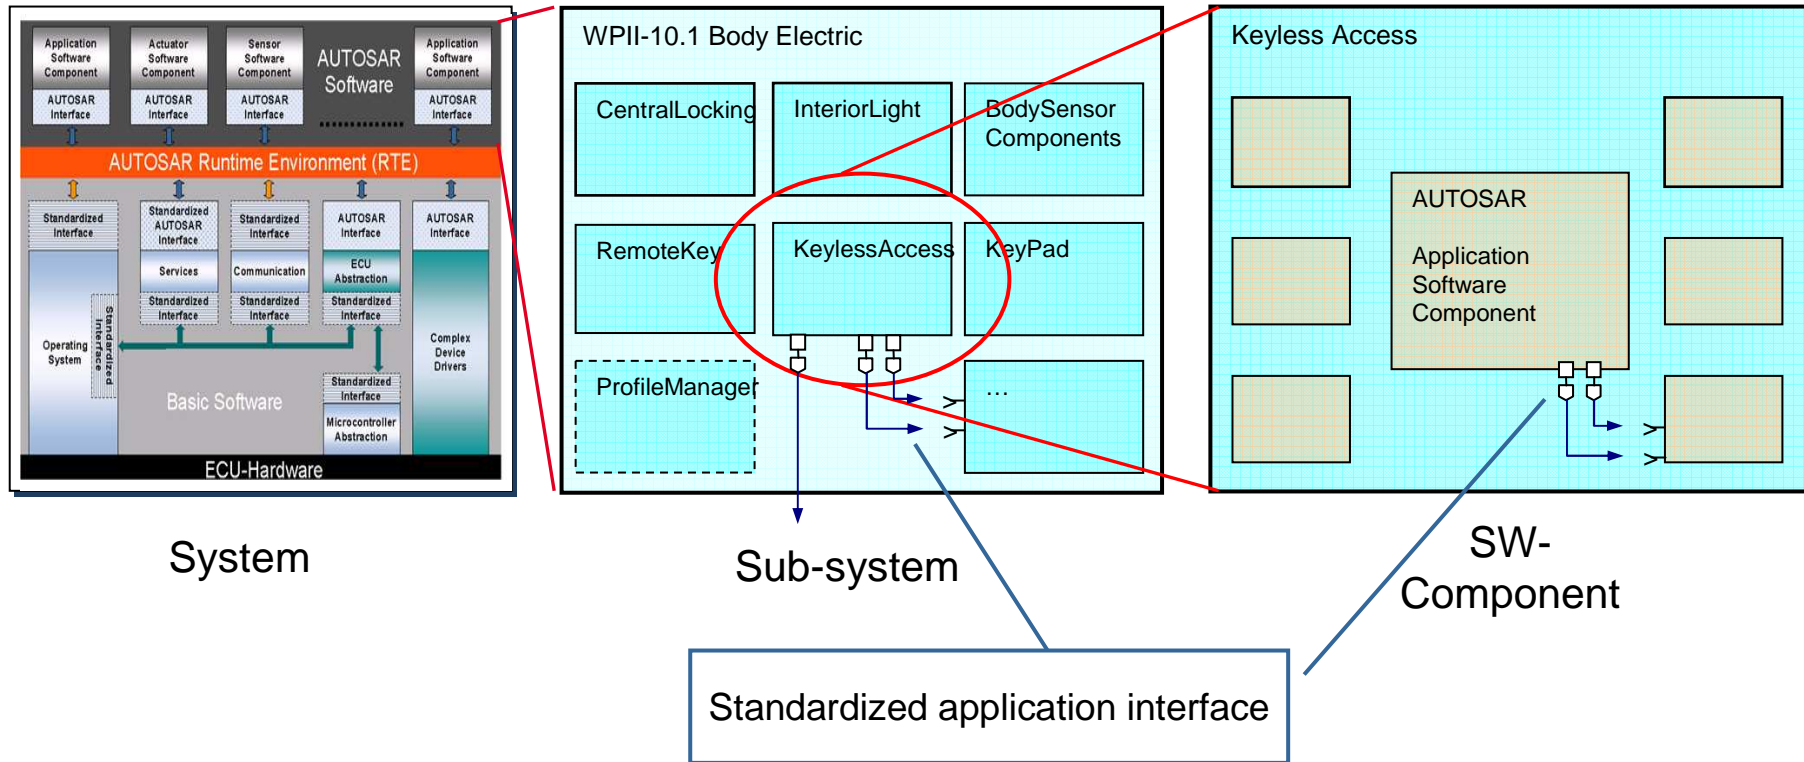 Application
Software
Component
AUTOSAR
Interface
Actuator
Software
Component
AUTOSAR
Interface
Sensor
Software
Component
AUTOSAR
Interface
AUTOSAR
Software
..............
Application
Software
Component
AUTOSAR
Interface
AUTOSAR Runtime Environment (RTE)
Standardized
Interface
Operating
System
Standardized
Interface
Standardized
AUTOSAR
Interface
Services
Standardized
Interface
Standardized
Interface
Communication
Standardized
Interface
AUTOSAR
Interface
ECU
Abstraction
Standardized
Interface
Standardized
Interface
Microcontroller
Abstraction
AUTOSAR
Interface
Complex
Device
Drivers
Basic Software
ECU-Hardware
System
WPII-10.1 Body Electric
CentralLocking
InteriorLight
BodySensor
Components
RemoteKey
KeylessAccess
KeyPad
ProfileManager
...
Sub-system
Keyless Access
AUTOSAR
Application
Software
Component
SW-
Component
Standardized application interface